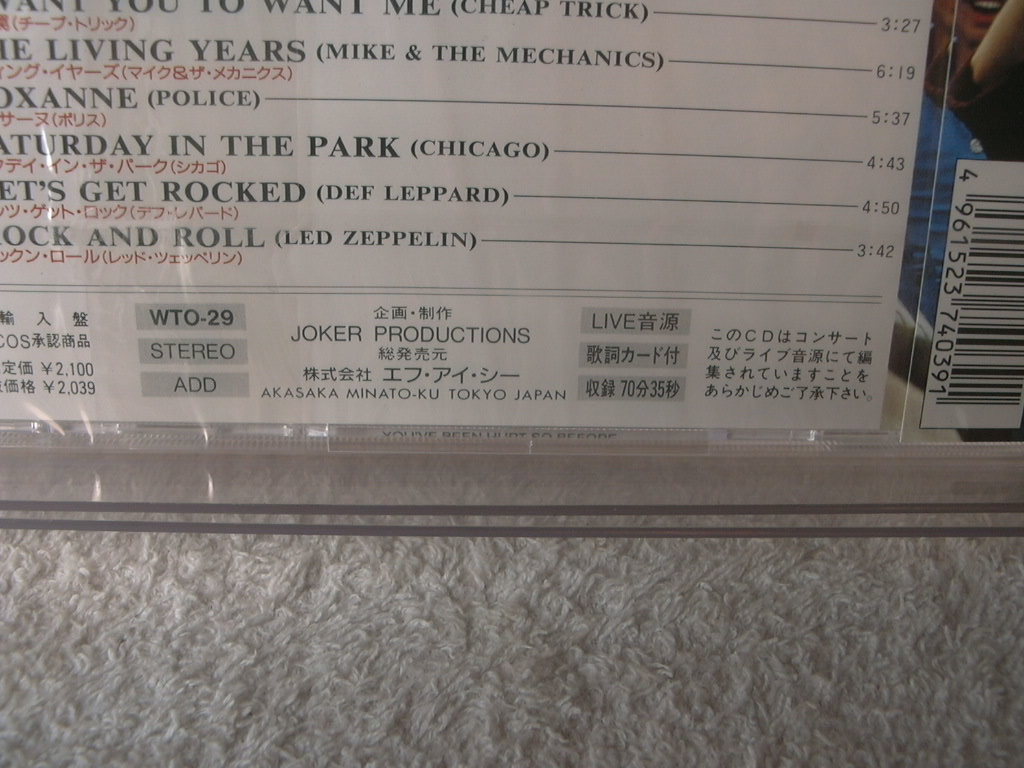 WANT YOU TO WANT ME (CHEAP TRICK) 3:27
(チープ・トリック)
HE LIVING YEARS (MIKE & THE MECHANICS) 6:19
ィング・イヤーズ(マイク&ザ・メカニクス)
OXANNE (POLICE) 5:37
サーヌ(ポリス)
ATURDAY IN THE PARK (CHICAGO) 4:43
デイ・イン・ザ・パーク(シカゴ)
ET'S GET ROCKED (DEF LEPPARD) 4:50
ッツ・ゲット・ロック(デフ・レパード)
ROCK AND ROLL (LED ZEPPELIN) 3:42
ックン・ロール(レッド・ツェッペリン)
輸入盤
COS承認商品
定価 ¥2,100
価格 ¥2,039
WTO-29
STEREO
ADD
企画・制作
JOKER PRODUCTIONS
総発売元
株式会社 エフ・アイ・シー
AKASAKA MINATO-KU TOKYO JAPAN
LIVE音源
歌詞カード付
収録 70分35秒
このCDはコンサート
及びライブ音源にて編
集されていますことを
あらかじめご了承下さい。
4 961523 740391
YOU'VE BEEN HURT SO BEFORE